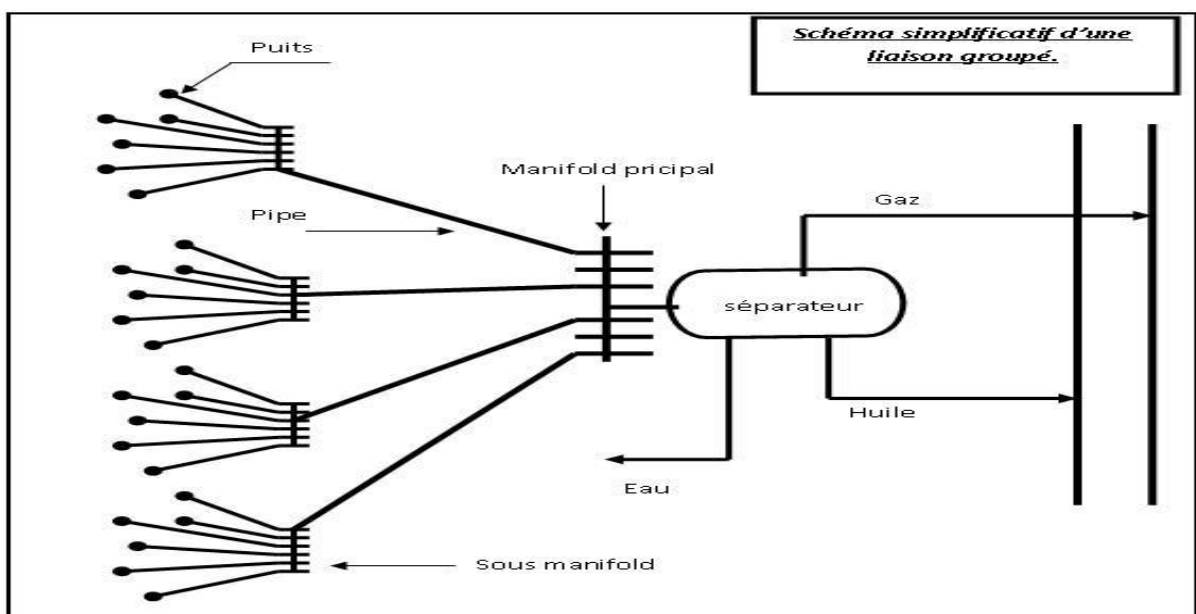 Schéma simplificatif d'une
liaison groupé.
Puits
Manifold pricipal
Pipe
Gaz
séparateur
Huile
Eau
Sous manifold